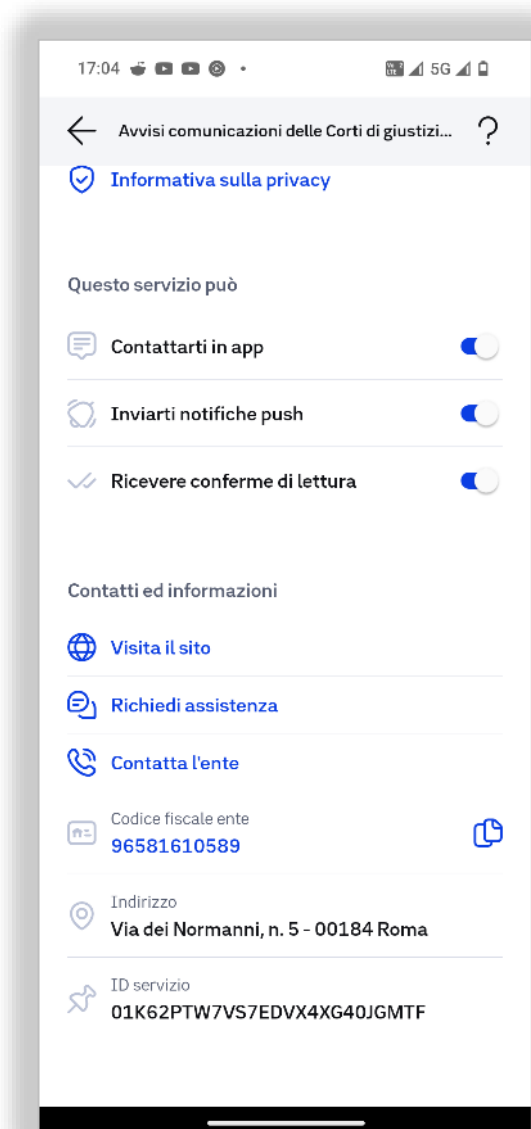 17:04
Vo LTE 5G
Avvisi comunicazioni delle Corti di giustizi... ?
Informativa sulla privacy
Questo servizio può
Contattarti in app
Inviarti notifiche push
Ricevere conferme di lettura
Contatti ed informazioni
Visita il sito
Richiedi assistenza
Contatta l'ente
Codice fiscale ente
96581610589
Indirizzo
Via dei Normanni, n. 5 - 00184 Roma
ID servizio
01K62PTW7VS7EDVX4XG40JGMTF